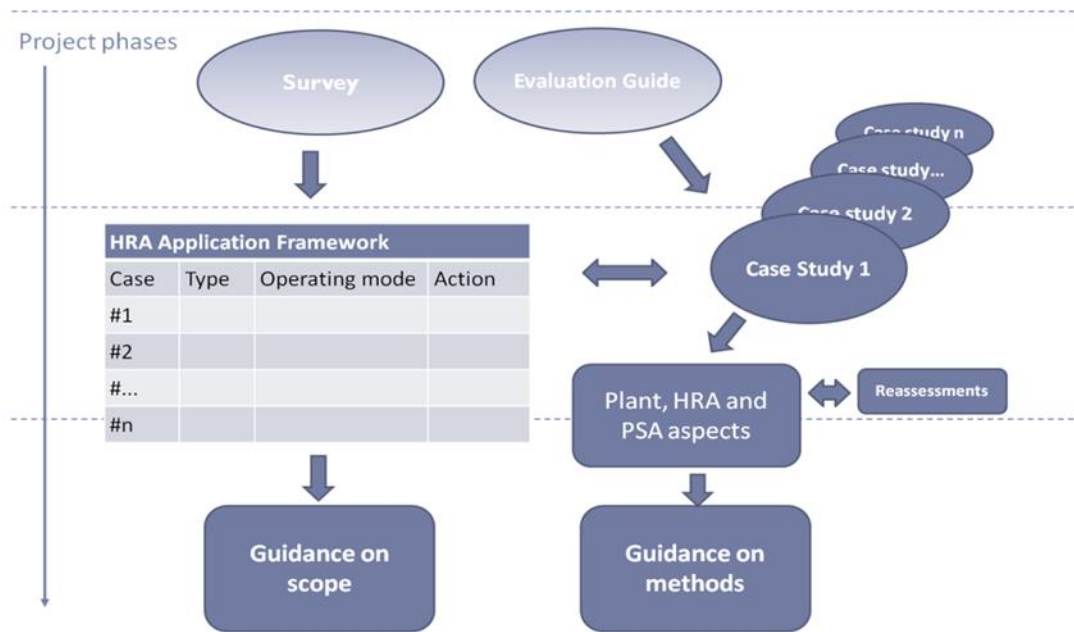 Project phases
Survey
Evaluation Guide
Case study n
Case study...
Case study 2
Case Study 1
HRA Application Framework
Case Type Operating mode Action
#1
#2
#...
#n
Plant, HRA and
PSA aspects
Reassessments
Guidance on
scope
Guidance on
methods